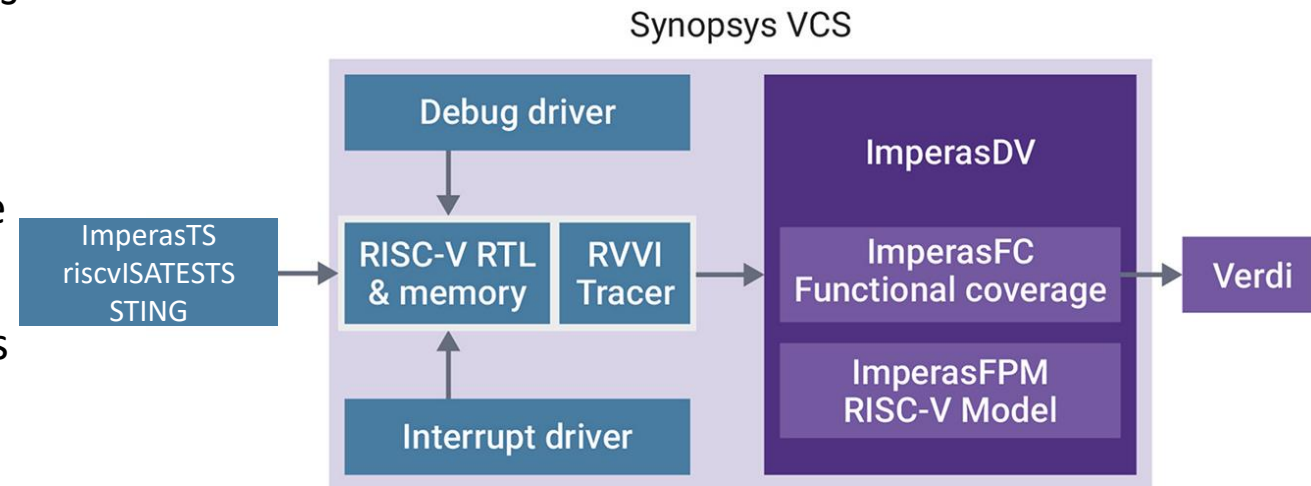 Synopsys VCS
Debug driver
ImperasDV
ImperasTS
riscvISATESTS
STING
RISC-V RTL
& memory
RVVI
Tracer
ImperasFC
Functional coverage
Verdi
ImperasFPM
RISC-V Model
Interrupt driver